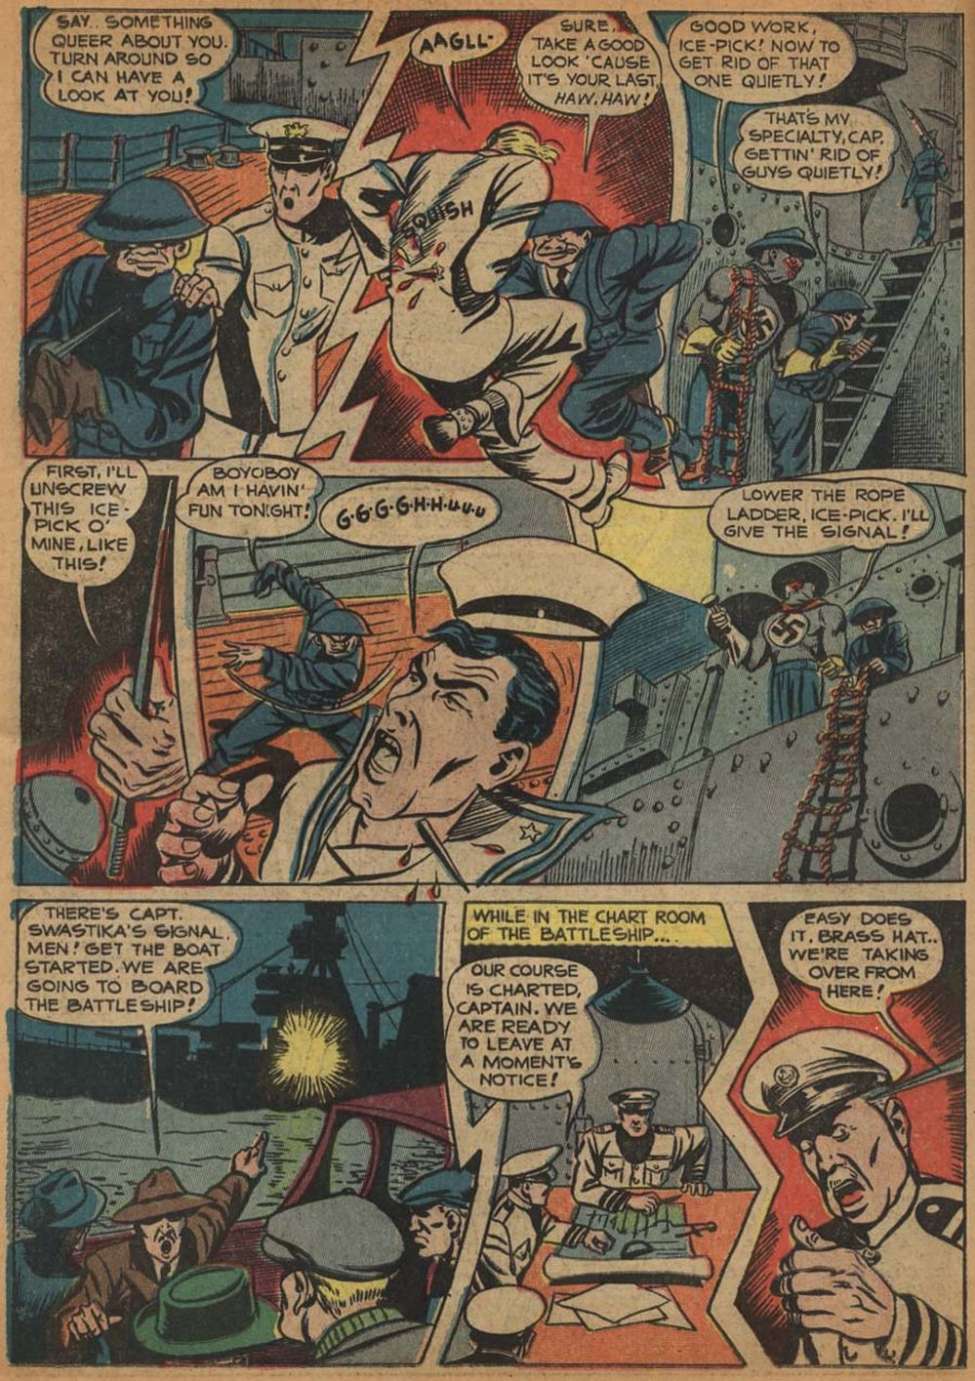 SAY.. SOMETHING
QUEER ABOUT YOU.
TURN AROUND SO
I CAN HAVE A
LOOK AT YOU!
AAGLL-
SQUISH
SURE,
TAKE A GOOD
LOOK 'CAUSE
IT'S YOUR LAST,
HAW, HAW!
GOOD WORK,
ICE-PICK! NOW TO
GET RID OF THAT
ONE QUIETLY!
THAT'S MY
SPECIALTY, CAP.
GETTIN' RID OF
GUYS QUIETLY!
FIRST, I'LL
UNSCREW
THIS ICE-
PICK O'
MINE, LIKE
THIS!
BOYOBOY
AM I HAVIN'
FUN TONIGHT!
G-G-G-G-H-H-U-U-U
LOWER THE ROPE
LADDER, ICE-PICK. I'LL
GIVE THE SIGNAL!
THERE'S CAPT.
SWASTIKA'S SIGNAL,
MEN! GET THE BOAT
STARTED. WE ARE
GOING TO BOARD
THE BATTLESHIP!
WHILE IN THE CHART ROOM
OF THE BATTLESHIP....
OUR COURSE
IS CHARTED,
CAPTAIN. WE
ARE READY
TO LEAVE AT
A MOMENT'S
NOTICE!
EASY DOES
IT, BRASS HAT..
WE'RE TAKING
OVER FROM
HERE!